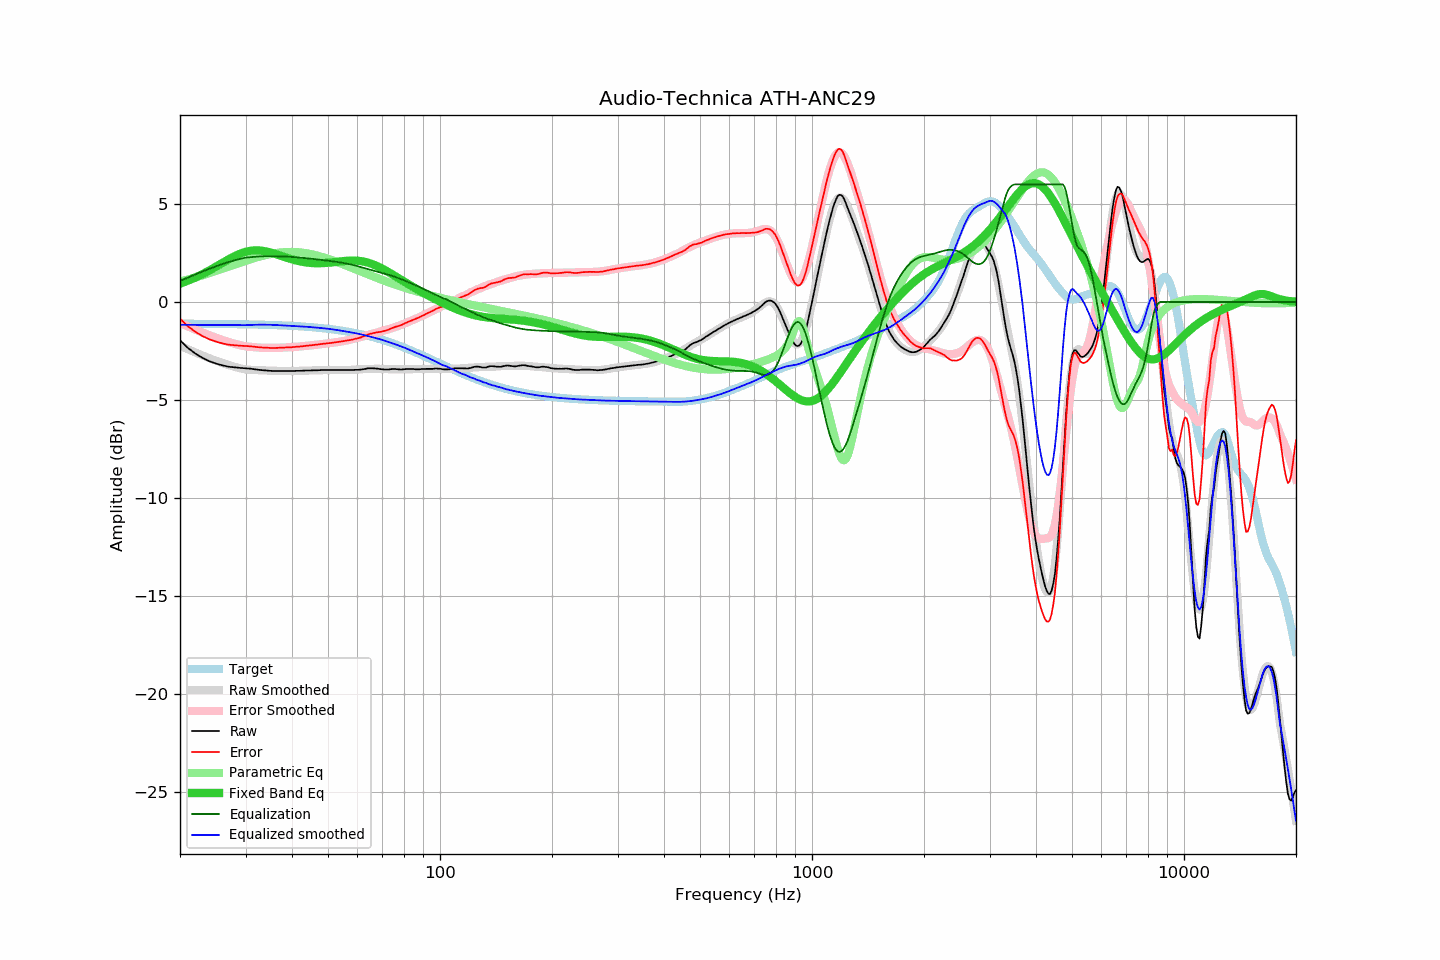 Audio-Technica ATH-ANC29
Amplitude (dBr)
5
0
−5
−10
−15
−20
−25
Target
Raw Smoothed
Error Smoothed
Raw
Error
Parametric Eq
Fixed Band Eq
Equalization
Equalized smoothed
100
1000
10000
Frequency (Hz)